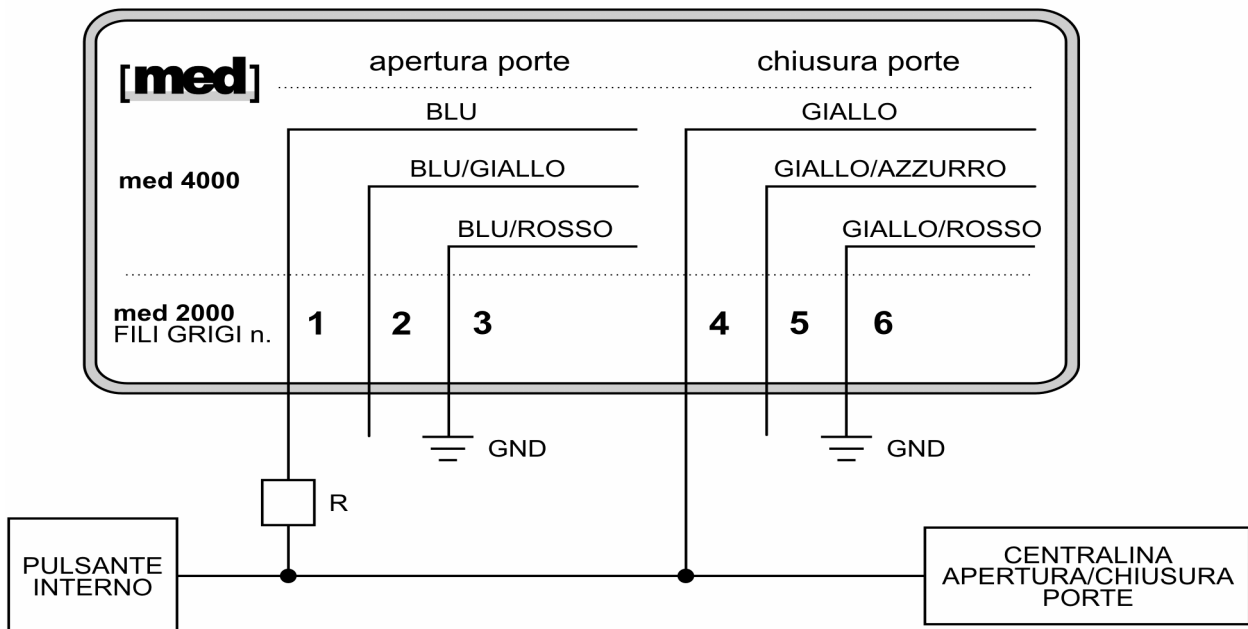 [med]
apertura porte
chiusura porte
BLU
GIALLO
med 4000
BLU/GIALLO
GIALLO/AZZURRO
BLU/ROSSO
GIALLO/ROSSO
med 2000
FILI GRIGI n.
1
2
3
4
5
6
GND
GND
R
PULSANTE
INTERNO
CENTRALINA
APERTURA/CHIUSURA
PORTE